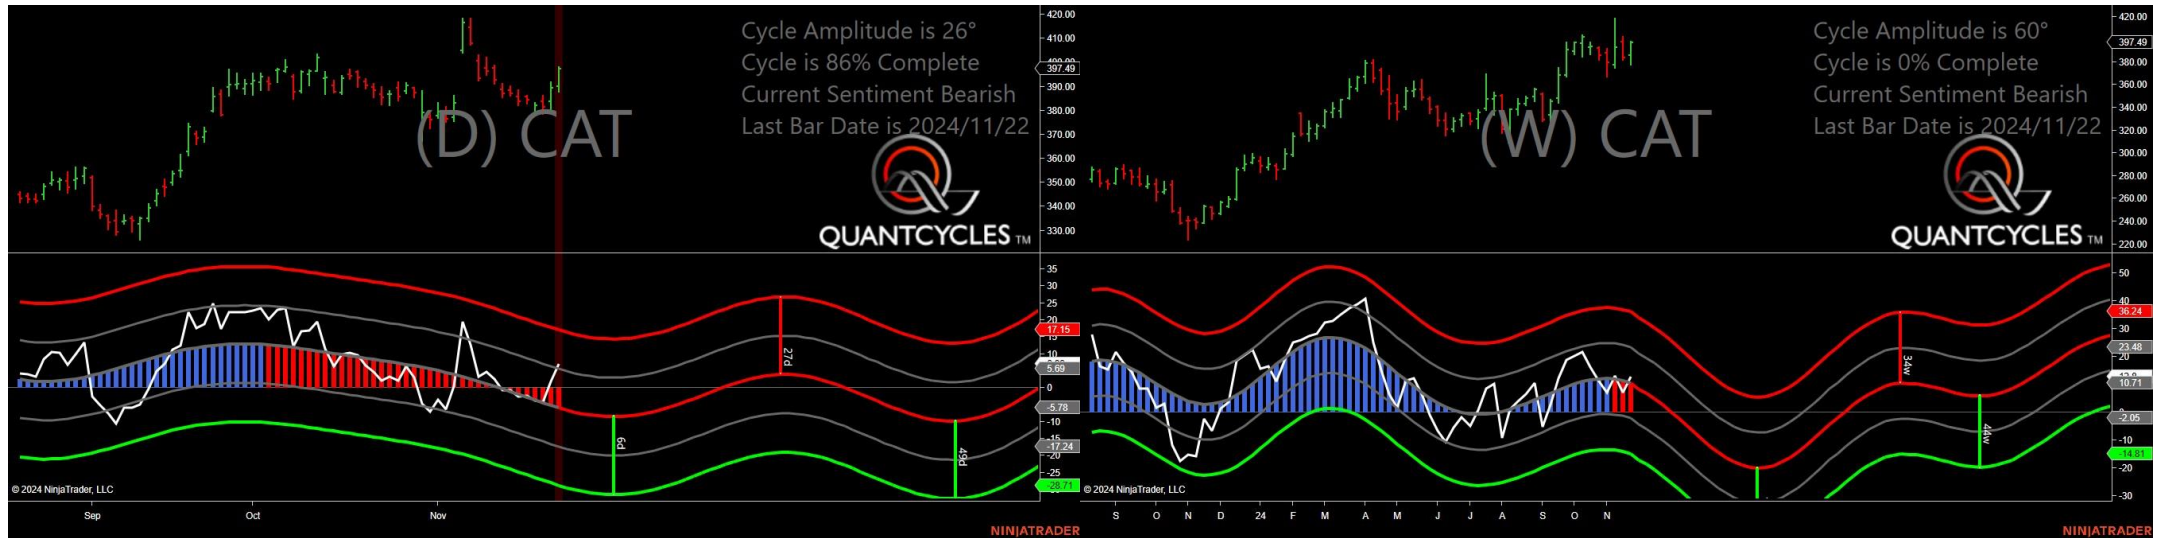 Cycle Amplitude is 26°
Cycle is 86% Complete
Current Sentiment Bearish
Last Bar Date is 2024/11/22
(D) CAT
QUANTCYCLES TM
420.00
410.00
397.49
390.00
380.00
370.00
360.00
350.00
340.00
330.00
35
30
25
20
17.15
15
10
5.69
0
-5.78
-10
-15
-17.24
-20
-25
-28.71
27d
6d
49d
© 2024 NinjaTrader, LLC
Sep Oct Nov
NINJATRADER
Cycle Amplitude is 60°
Cycle is 0% Complete
Current Sentiment Bearish
Last Bar Date is 2024/11/22
(W) CAT
QUANTCYCLES TM
420.00
397.49
380.00
360.00
340.00
320.00
300.00
280.00
260.00
240.00
220.00
50
40
36.24
30
23.48
20
10.71
-2.05
-10
-14.81
-20
-30
34w
44w
© 2024 NinjaTrader, LLC
S O N D 24 F M A M J J A S O N
NINJATRADER